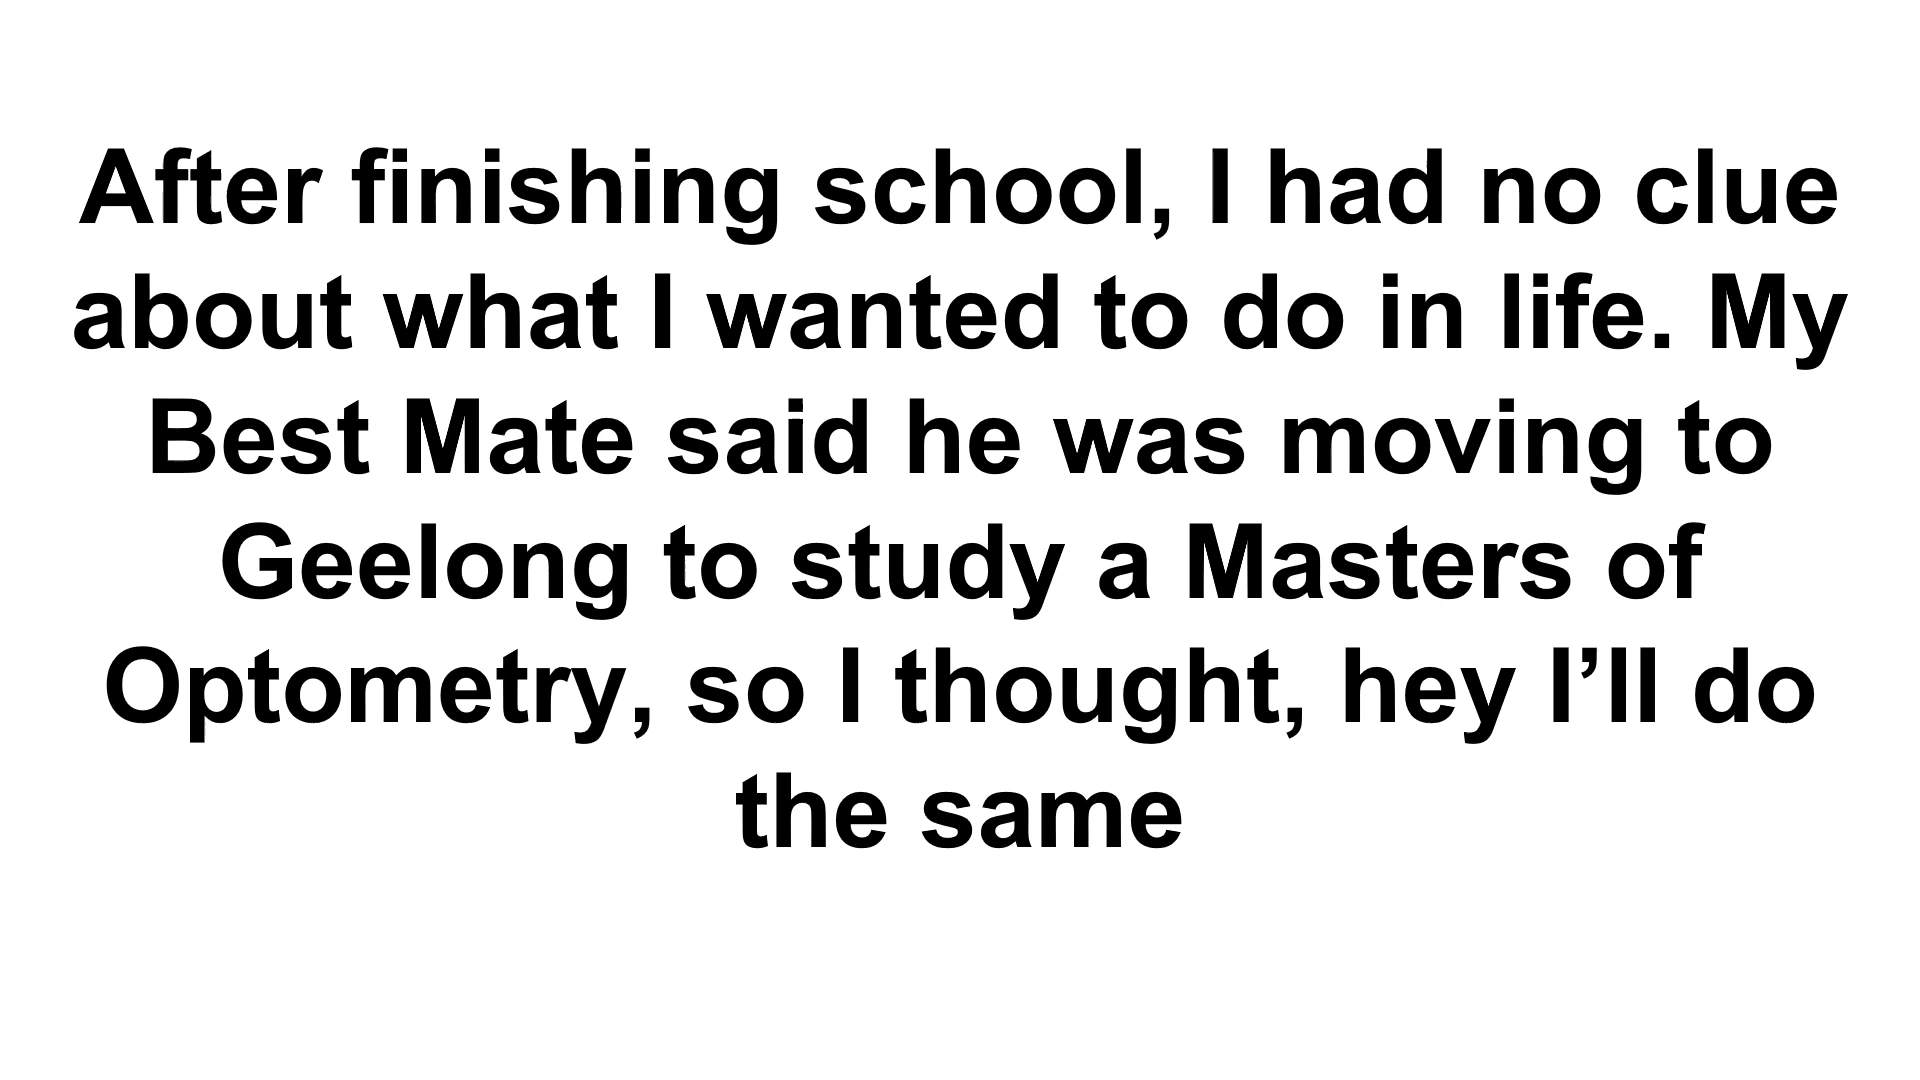 After finishing school, I had no clue
about what I wanted to do in life. My
Best Mate said he was moving to
Geelong to study a Masters of
Optometry, so I thought, hey I’ll do
the same